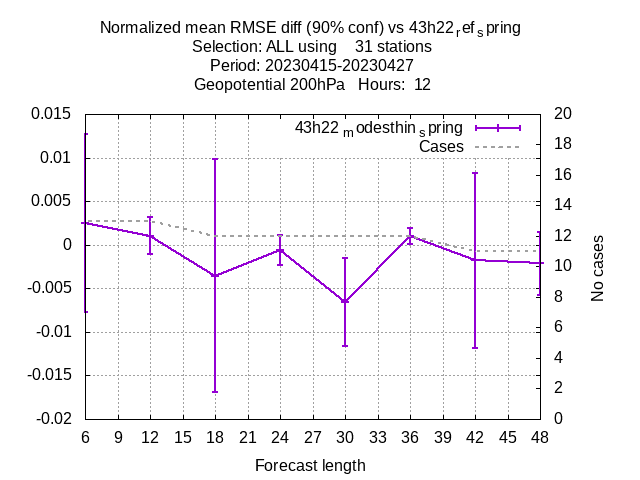 Normalized mean RMSE diff (90% conf) vs 43h22ref spring
Selection: ALL using 31 stations
Period: 20230415-20230427
Geopotential 200hPa Hours: 12
43h22 modesthin spring
Cases
0.015
0.01
0.005
0
-0.005
-0.01
-0.015
-0.02
20
18
16
14
12
10
8
6
4
2
0
No cases
6 9 12 15 18 21 24 27 30 33 36 39 42 45 48
Forecast length